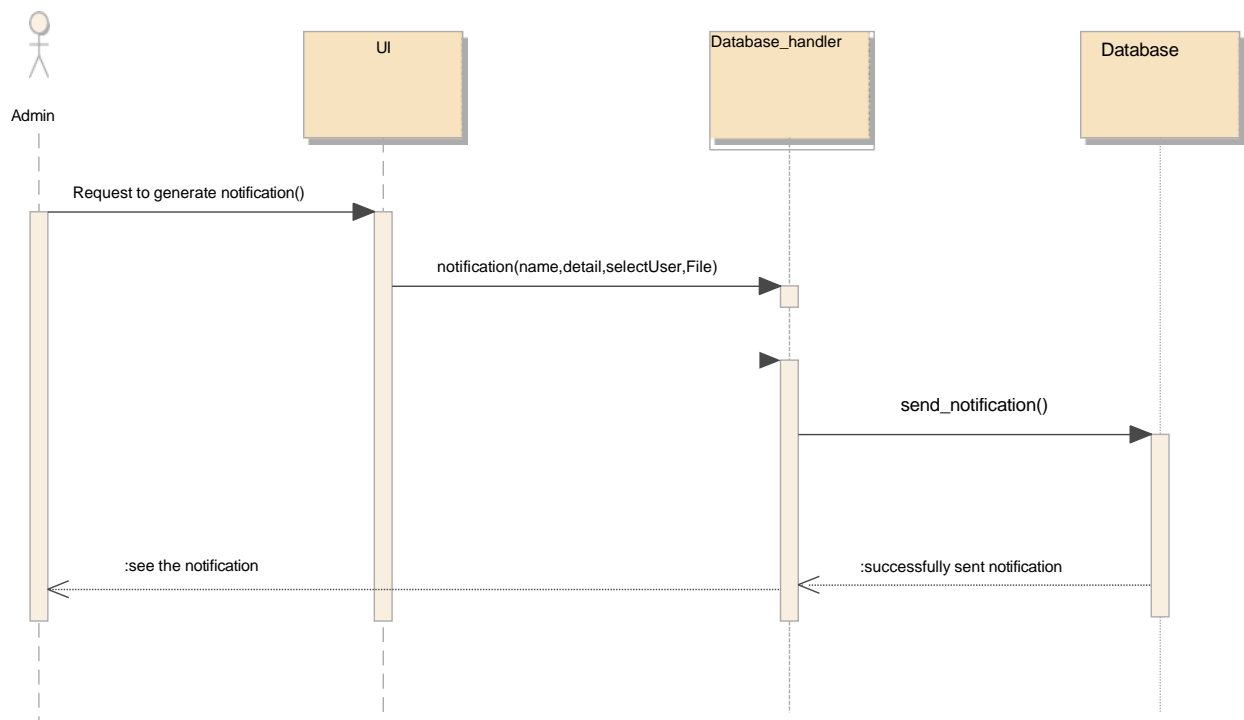 UI
Database_handler
Database
Admin
Request to generate notification()
notification(name,detail,selectUser,File)
send_notification()
:see the notification
:successfully sent notification